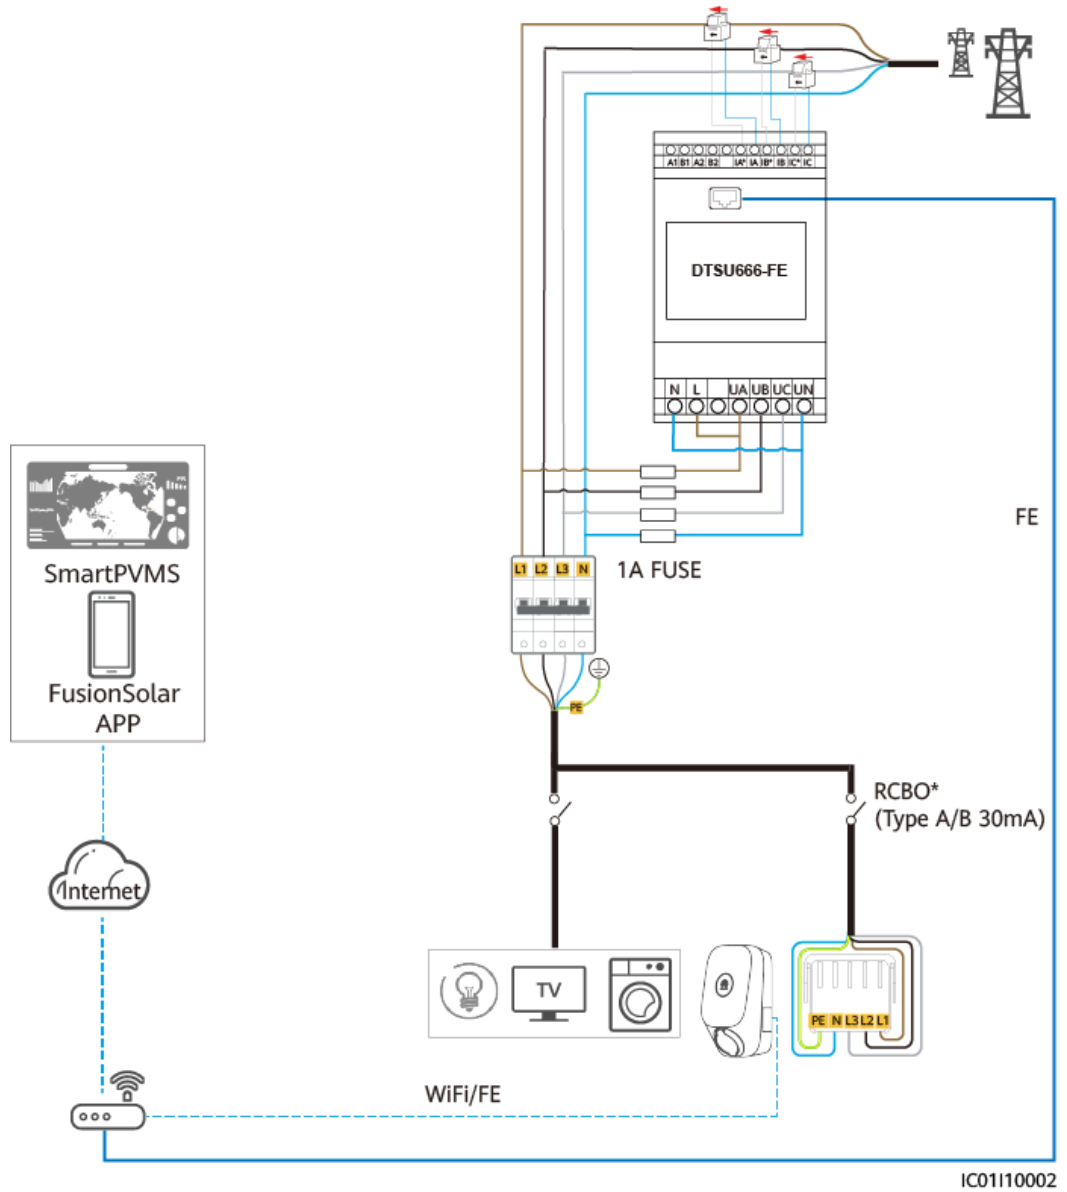 A1 B1 A2 B2 IA* IA IB* IB IC* IC
DTSU666-FE
N L UA UB UC UN
FE
SmartPVMS
FusionSolar
APP
1A FUSE
L1 L2 L3 N
PE
RCBO*
(Type A/B 30mA)
Internet
TV
PE N L3 L2 L1
WiFi/FE
IC01I10002